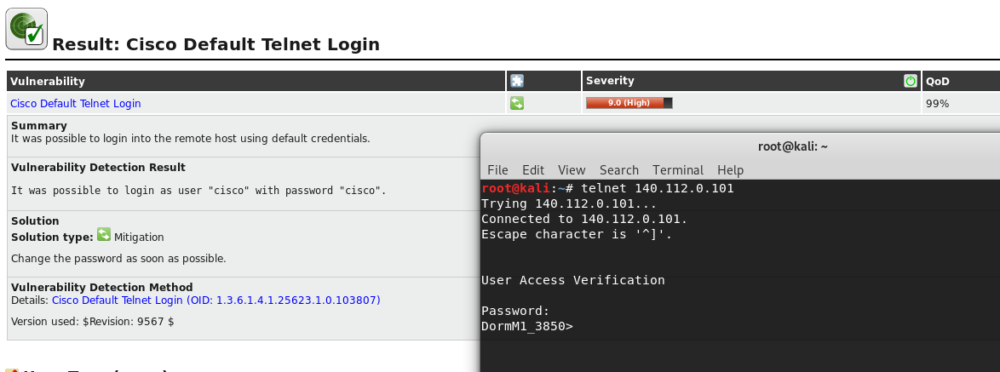 Result: Cisco Default Telnet Login
Vulnerability Severity QoD
Cisco Default Telnet Login 9.0 (High) 99%
Summary
It was possible to login into the remote host using default credentials.
Vulnerability Detection Result
It was possible to login as user "cisco" with password "cisco".
Solution
Solution type: Mitigation
Change the password as soon as possible.
Vulnerability Detection Method
Details: Cisco Default Telnet Login (OID: 1.3.6.1.4.1.25623.1.0.103807)
Version used: $Revision: 9567 $
root@kali: ~
File Edit View Search Terminal Help
root@kali:~# telnet 140.112.0.101
Trying 140.112.0.101...
Connected to 140.112.0.101.
Escape character is '^]'.
User Access Verification
Password:
DormM1_3850>